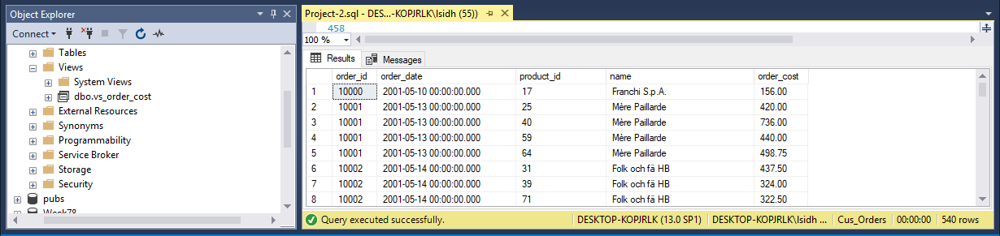 Object Explorer
Connect
Tables
Views
System Views
dbo.vs_order_cost
External Resources
Synonyms
Programmability
Service Broker
Storage
Security
pubs
Week78
Project-2.sql - DES...-KOPJRLK\lsidh (55))
458
100 %
Results Messages
order_id order_date product_id name order_cost
1 10000 2001-05-10 00:00:00.000 17 Franchi S.p.A. 156.00
2 10001 2001-05-13 00:00:00.000 25 Mère Paillarde 420.00
3 10001 2001-05-13 00:00:00.000 40 Mère Paillarde 736.00
4 10001 2001-05-13 00:00:00.000 59 Mère Paillarde 440.00
5 10001 2001-05-13 00:00:00.000 64 Mère Paillarde 498.75
6 10002 2001-05-14 00:00:00.000 31 Folk och fä HB 437.50
7 10002 2001-05-14 00:00:00.000 39 Folk och fä HB 324.00
8 10002 2001-05-14 00:00:00.000 71 Folk och fä HB 322.50
Query executed successfully. DESKTOP-KOPJRLK (13.0 SP1) DESKTOP-KOPJRLK\lsidh ... Cus_Orders 00:00:00 540 rows